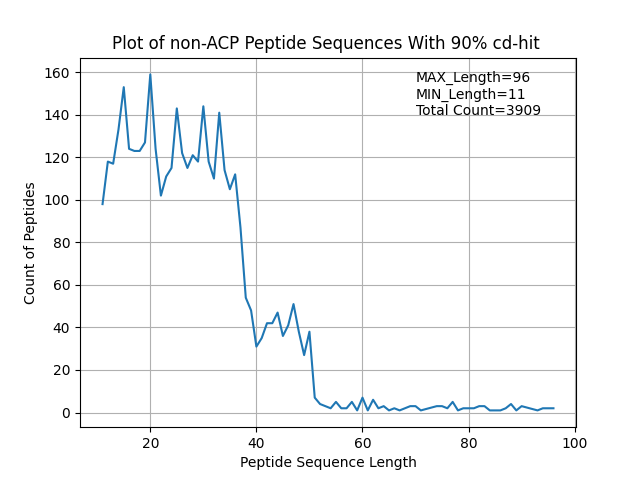 Plot of non-ACP Peptide Sequences With 90% cd-hit
MAX_Length=96
MIN_Length=11
Total Count=3909
160
140
120
100
80
60
40
20
0
Count of Peptides
20 40 60 80 100
Peptide Sequence Length